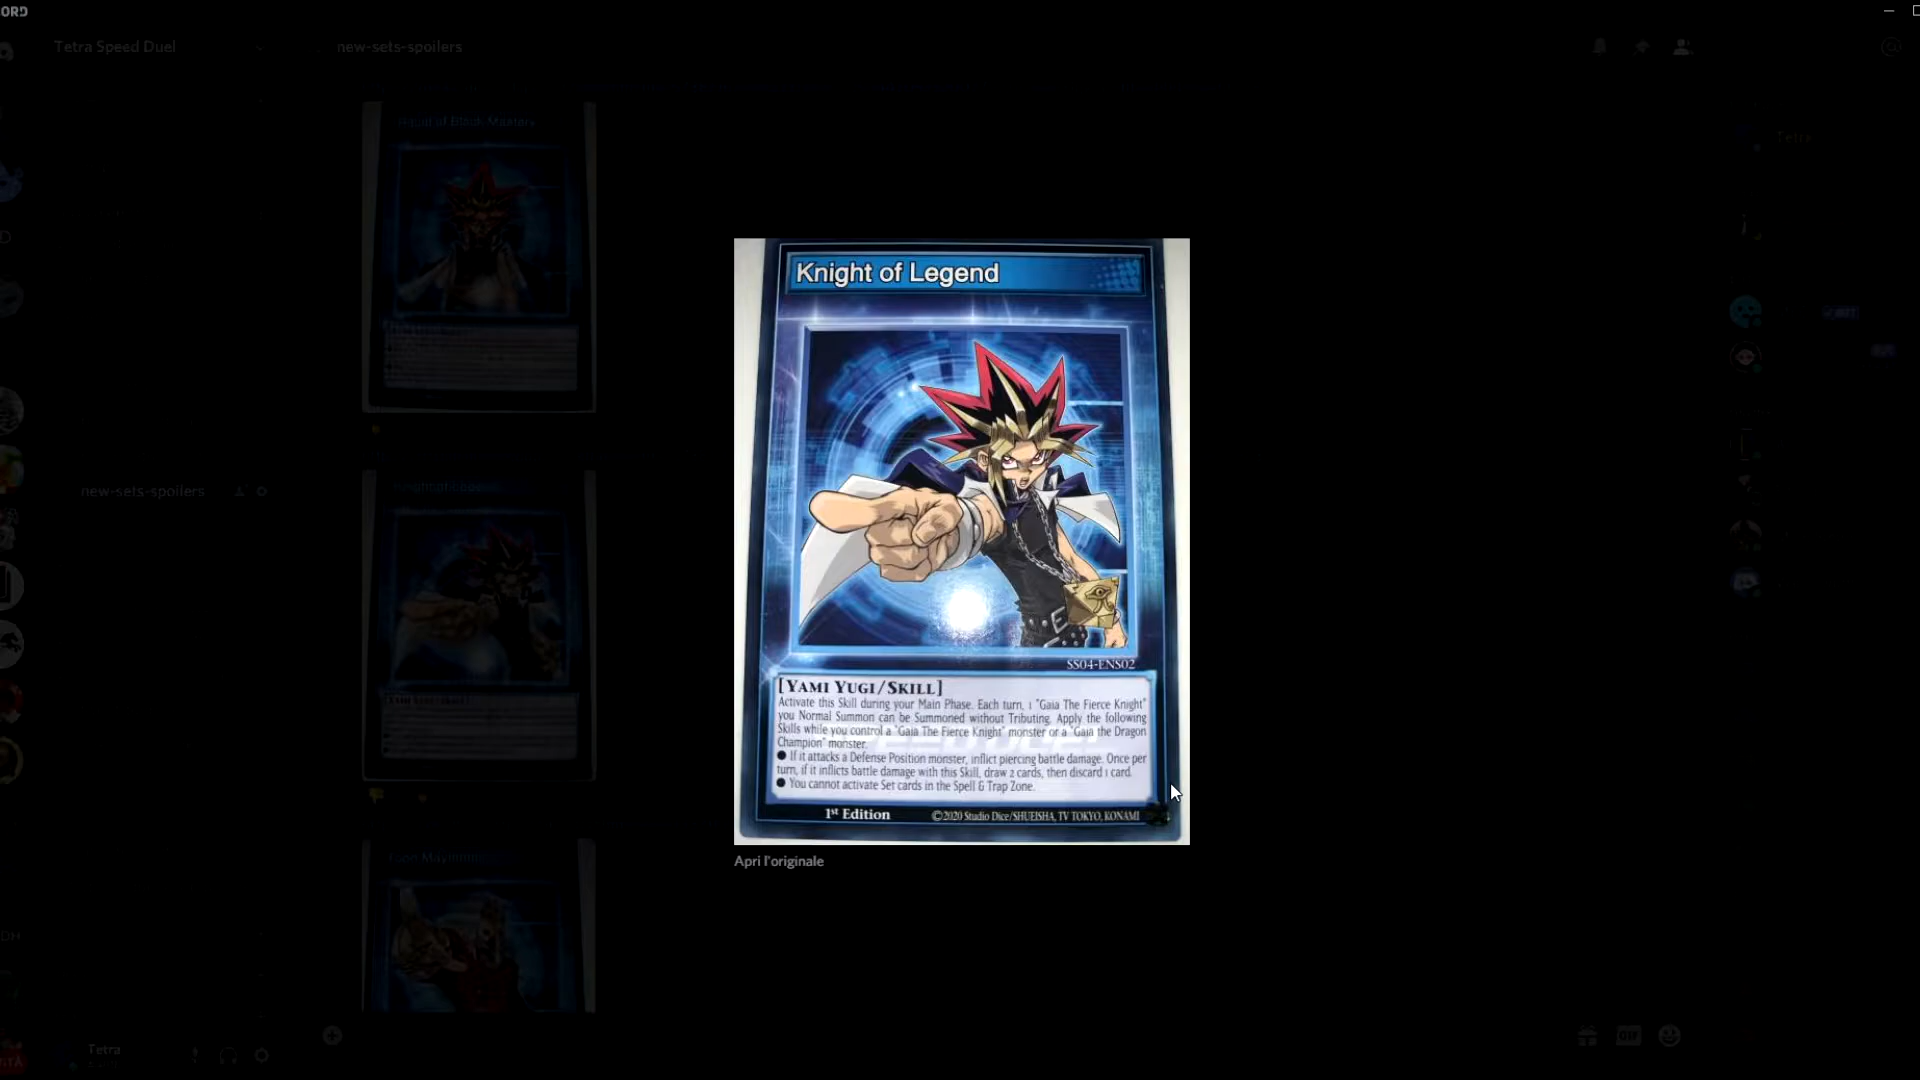 ORD
Tetra Speed Duel
new-sets-spoilers
Tetra
new-sets-spoilers
Knight of Legend
SS04-ENS02
[YAMI YUGI/SKILL]
Activate this Skill during your Main Phase. Each turn, 1 "Gaia The Fierce Knight"
you Normal Summon can be Summoned without Tributing. Apply the following
Skills while you control a "Gaia The Fierce Knight" monster or a "Gaia the Dragon
Champion" monster.
● If it attacks a Defense Position monster, inflict piercing battle damage. Once per
turn, if it inflicts battle damage with this Skill, draw 2 cards, then discard 1 card.
● You cannot activate Set cards in the Spell & Trap Zone.
1st Edition
©2020 Studio Dice/SHUEISHA, TV TOKYO, KONAMI
Apri l'originale
Tetra
GIF